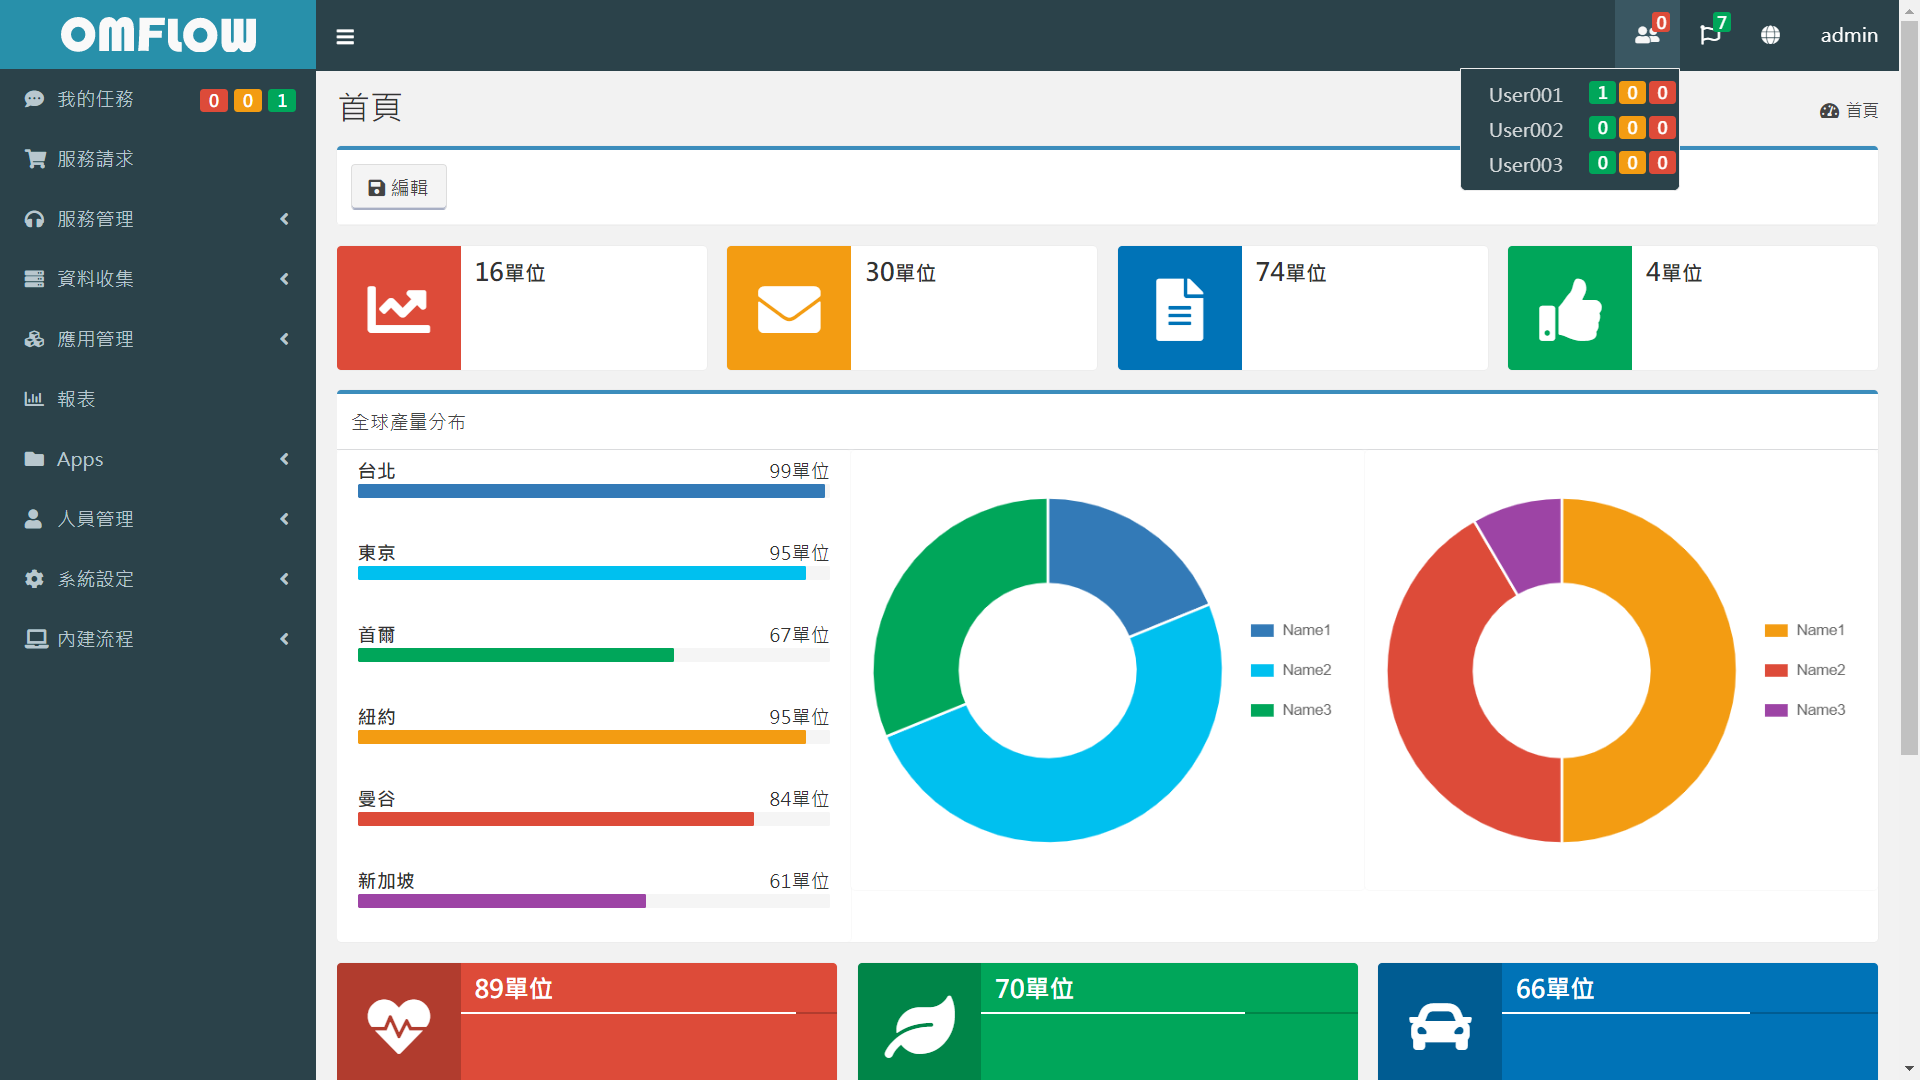 OMFLOW
0
7
admin
我的任務 0 0 1
服務請求
服務管理
資料收集
應用管理
報表
Apps
人員管理
系統設定
內建流程
User001 1 0 0
User002 0 0 0
User003 0 0 0
首頁
首頁
編輯
16單位
30單位
74單位
4單位
全球產量分布
台北 99單位
東京 95單位
首爾 67單位
紐約 95單位
曼谷 84單位
新加坡 61單位
Name1
Name2
Name3
Name1
Name2
Name3
89單位
70單位
66單位